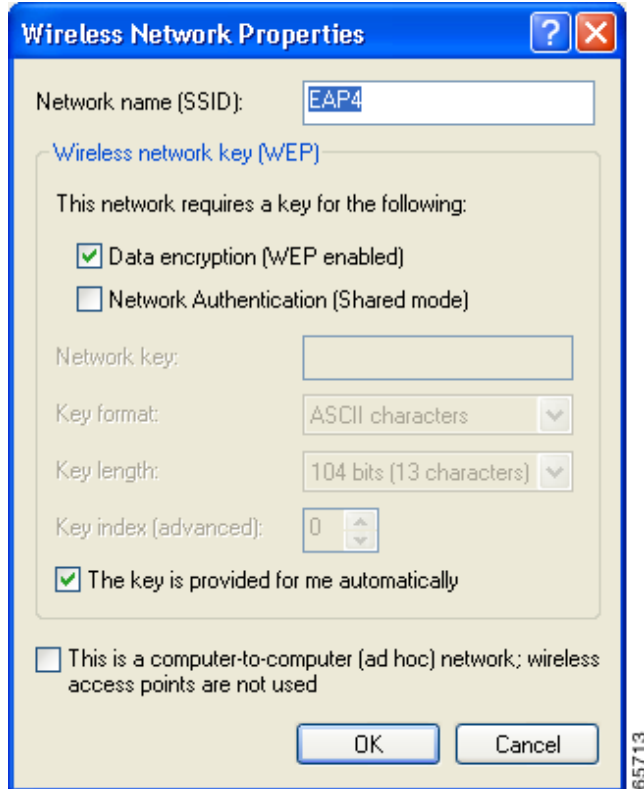 Wireless Network Properties
Network name (SSID): EAP4
Wireless network key (WEP)
This network requires a key for the following:
Data encryption (WEP enabled)
Network Authentication (Shared mode)
Network key:
Key format: ASCII characters
Key length: 104 bits (13 characters)
Key index (advanced): 0
The key is provided for me automatically
This is a computer-to-computer (ad hoc) network; wireless
access points are not used
OK Cancel
65713